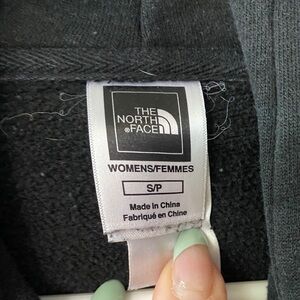 THE
NORTH
®FACE
WOMENS/FEMMES
S/P
Made in China
Fabriqué en Chine